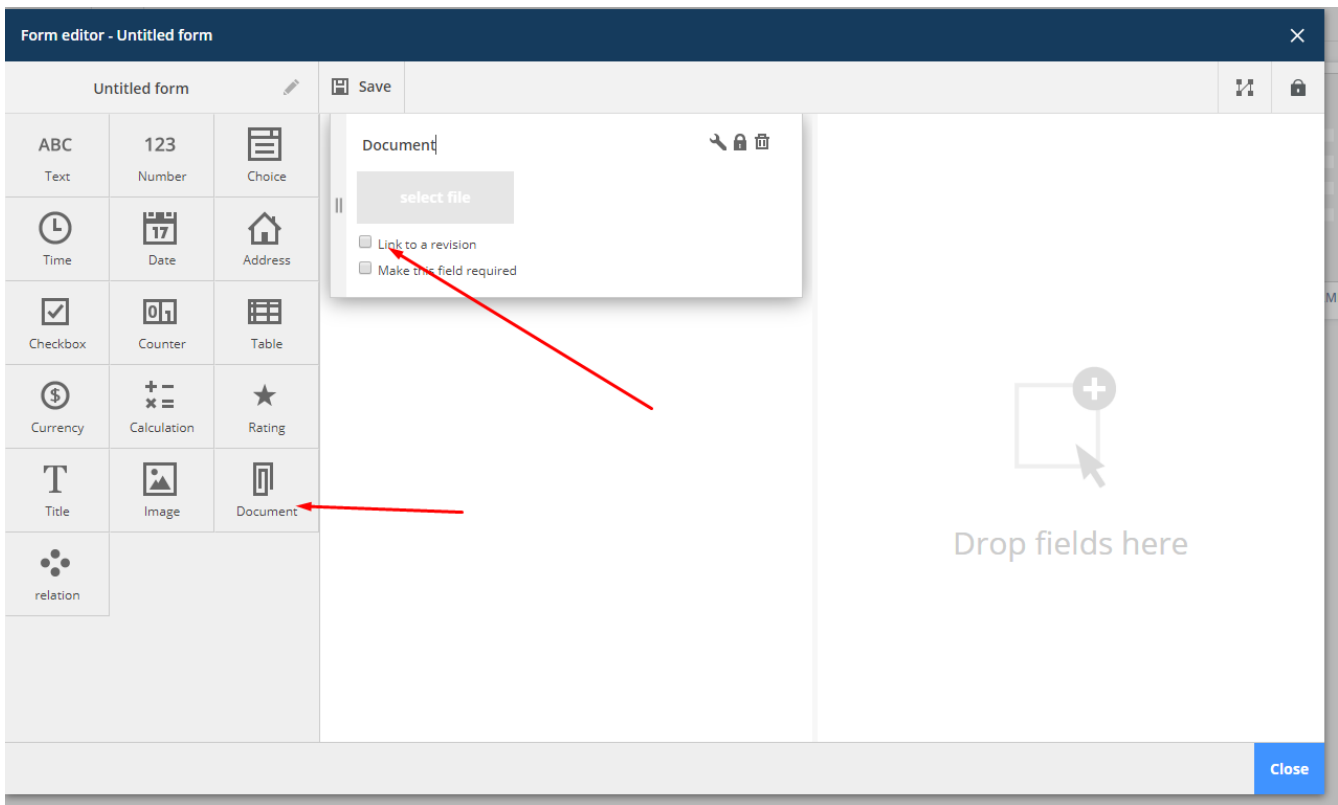 Form editor - Untitled form
Untitled form
Save
ABC
123
Text
Number
Choice
17
Time
Date
Address
0 1
Checkbox
Counter
Table
$
Currency
Calculation
Rating
T
Title
Image
Document
relation
Document
select file
Link to a revision
Make this field required
Drop fields here
M
Close